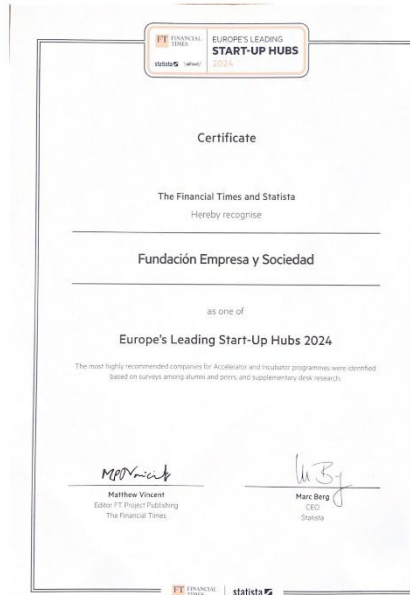 FT FINANCIAL TIMES
statista
EUROPE'S LEADING
START-UP HUBS
2024
Certificate
The Financial Times and Statista
Hereby recognise
Fundación Empresa y Sociedad
as one of
Europe's Leading Start-Up Hubs 2024
The most highly recommended companies for Accelerator and Incubator programmes were identified
based on surveys among alumni and peers, and supplementary desk research.
Matthew Vincent
Editor FT Project Publishing
The Financial Times
Marc Berg
CEO
Statista
FT FINANCIAL TIMES
statista